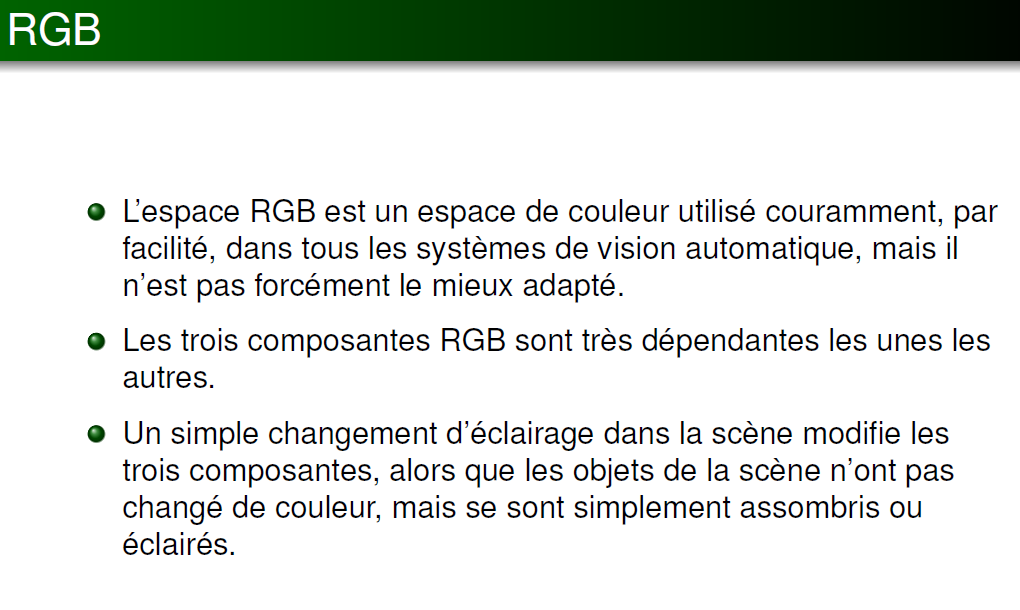 RGB
L'espace RGB est un espace de couleur utilisé couramment, par
facilité, dans tous les systèmes de vision automatique, mais il
n'est pas forcément le mieux adapté.
Les trois composantes RGB sont très dépendantes les unes les
autres.
Un simple changement d'éclairage dans la scène modifie les
trois composantes, alors que les objets de la scène n'ont pas
changé de couleur, mais se sont simplement assombris ou
éclairés.